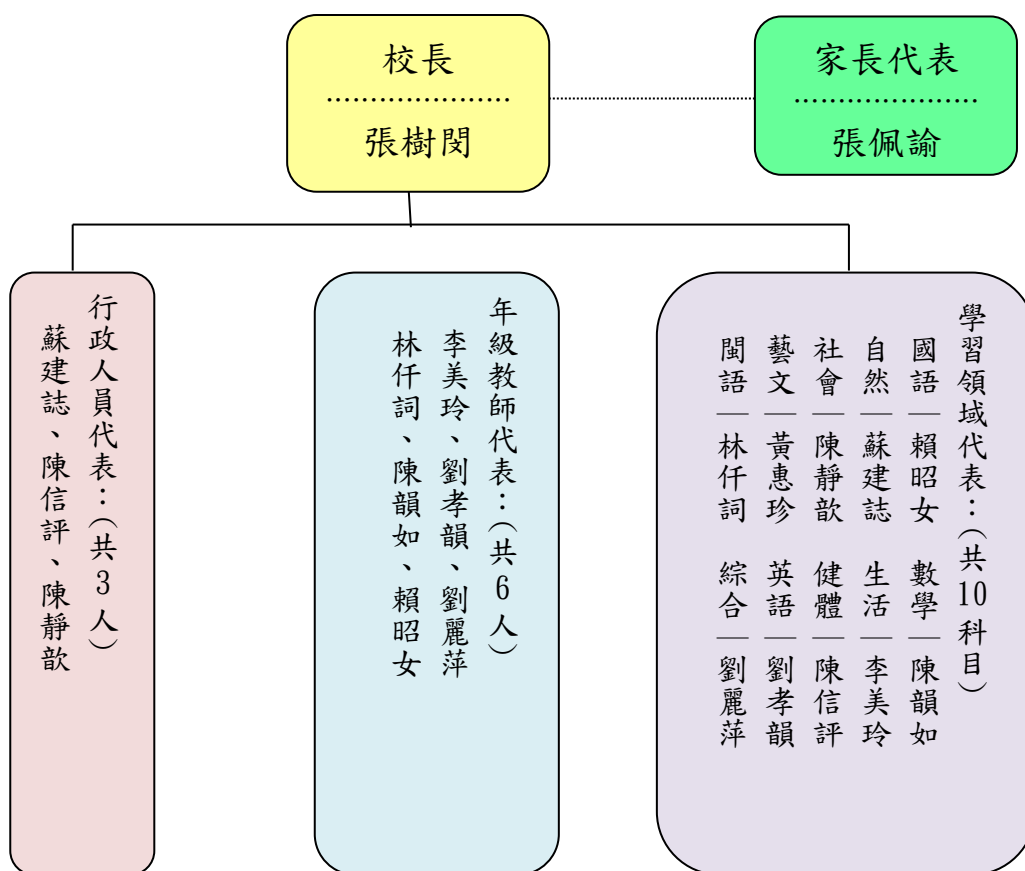 校長
.....................
張樹閔
家長代表
.....................
張佩諭
行政人員代表：(共3人)
蘇建誌、陳信評、陳靜歆
年級教師代表：(共6人)
李美玲、劉孝韻、劉麗萍
林仟詞、陳韻如、賴昭女
學習領域代表：(共10科目)
國語—賴昭女 數學—陳韻如
自然—蘇建誌 生活—李美玲
社會—陳靜歆 健體—陳信評
藝文—黃惠珍 英語—劉孝韻
閩語—林仟詞 綜合—劉麗萍